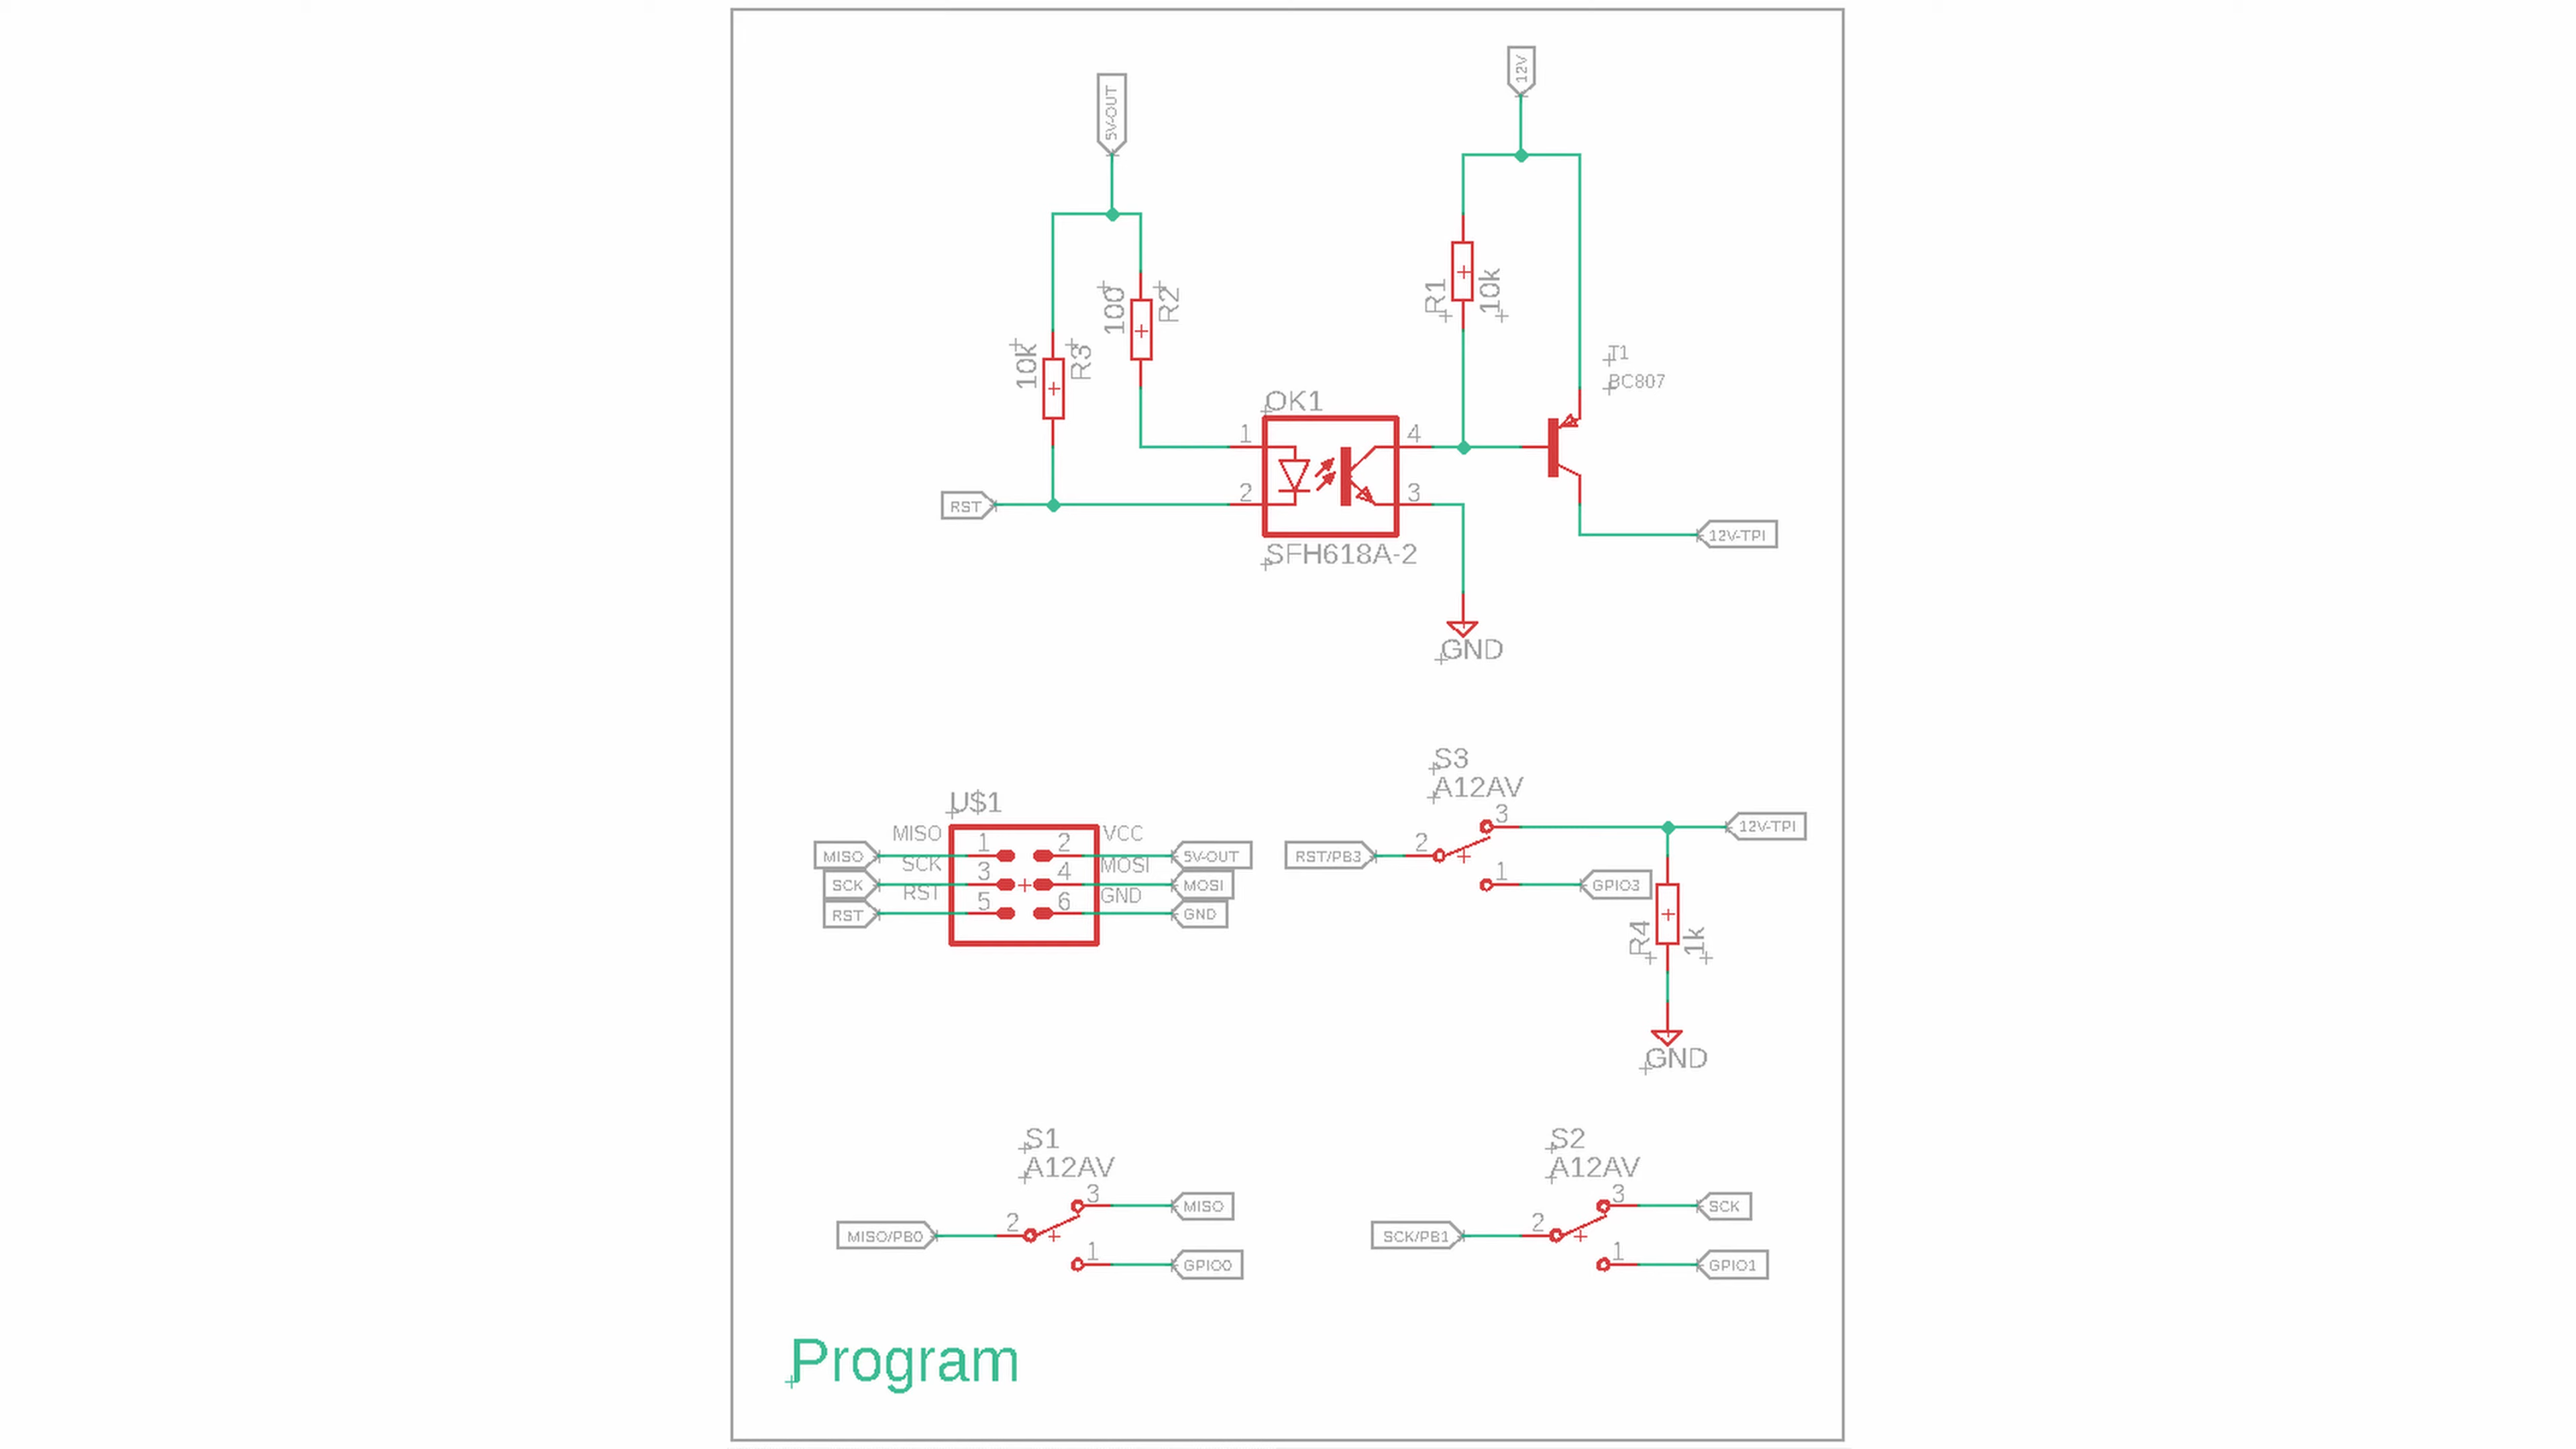 12V
5V-OUT
100
R2
R1
10k
10k
R3
T1
BC807
OK1
1
4
2
3
RST
12V-TPI
SFH618A-2
GND
S3
A12AV
U$1
3
12V-TPI
MISO
1
2
VCC
2
MISO
5V-OUT
RST/PB3
SCK
3
4
MOSI
1
SCK
MOSI
GPIO3
RST
5
6
GND
RST
GND
R4
1k
GND
S1
A12AV
S2
A12AV
3
MISO
3
SCK
2
MISO/PB0
2
SCK/PB1
1
GPIO0
1
GPIO1
Program